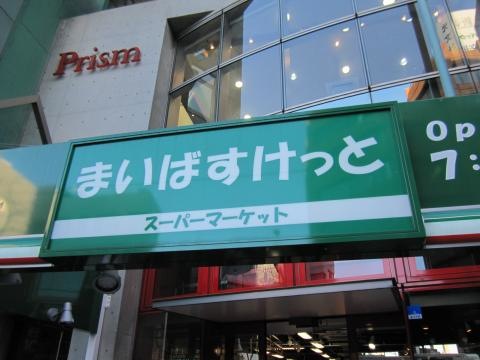 Prism
まいばすけっと
スーパーマーケット
Op
7: